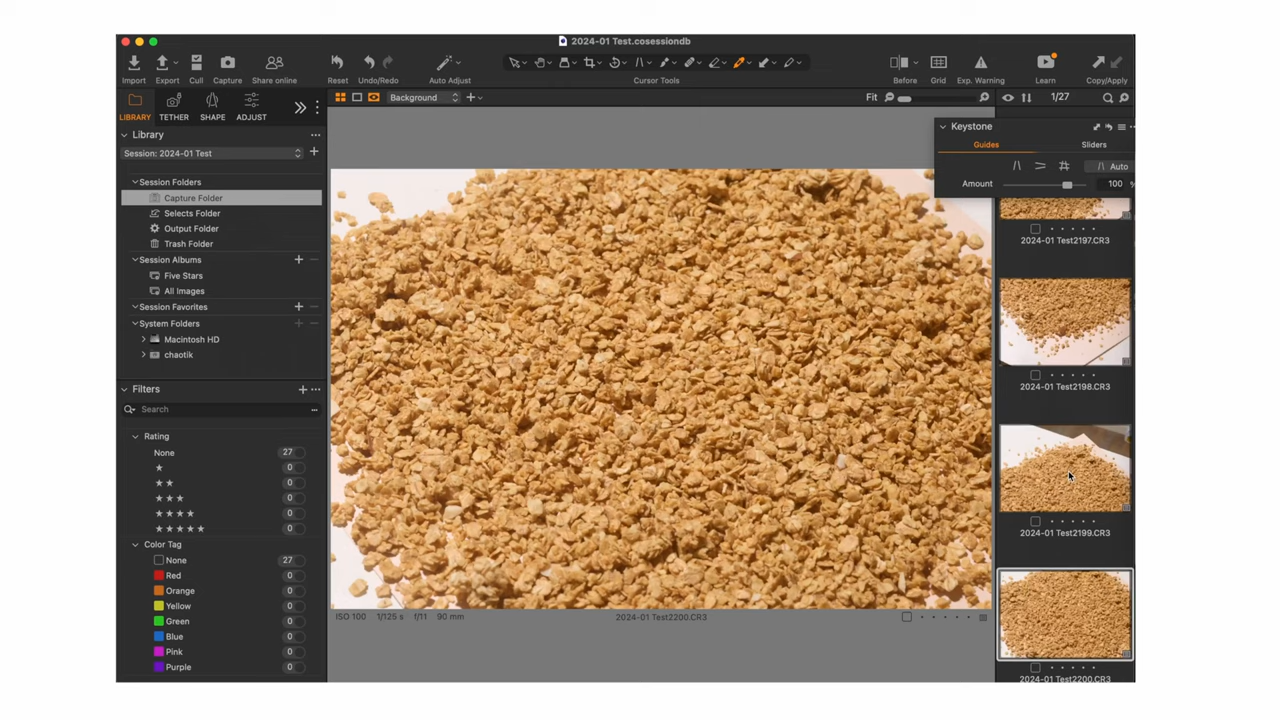 2024-01 Test.cosessiondb
Import Export Cull Capture Share online Reset Undo/Redo Auto Adjust Cursor Tools Before Grid Exp. Warning Learn Copy/Apply
LIBRARY TETHER SHAPE ADJUST
Background
Fit
1/27
Library
Session: 2024-01 Test
Session Folders
Capture Folder
Selects Folder
Output Folder
Trash Folder
Session Albums
Five Stars
All Images
Session Favorites
System Folders
Macintosh HD
chaotik
Filters
Search
Rating
None 27
0
0
0
0
0
Color Tag
None 27
Red 0
Orange 0
Yellow 0
Green 0
Blue 0
Pink 0
Purple 0
ISO 100 1/125 s f/11 90 mm
2024-01 Test2200.CR3
Keystone
Guides Sliders
Auto
Amount 100 %
2024-01 Test2197.CR3
2024-01 Test2198.CR3
2024-01 Test2199.CR3
2024-01 Test2200.CR3